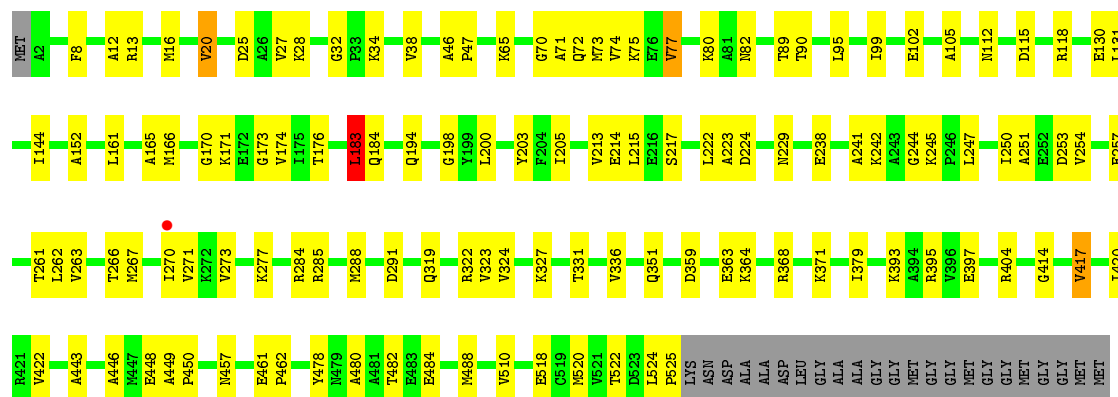 MET A2 F8 A12 R13 M16 V20 D25 A26 V27 K28 G32 P33 K34 V38 A46 P47 K65 G70 A71 Q72 M73 V74 K75 E76 V77 K80 A81 N82 T89 T90 L95 I99 E102 A105 N112 D115 R118 E130
I144 A152 L161 A165 M166 G170 K171 E172 G173 V174 I175 T176 L183 Q184 Q194 G198 Y199 L200 Y203 F204 I205 V213 E214 L215 E216 S217 L222 A223 D224 N229 E238 A241 K242 A243 G244 K245 P246 L247 I250 A251 E252 D253 V254
T261 L262 V263 T266 M267 I270 V271 K272 V273 K277 R284 R285 M288 D291 Q319 R322 V323 V324 K327 T331 V336 Q351 D359 E363 K364 R368 K371 I379 K393 A394 R395 V396 E397 R404 G414 V417
R421 V422 A443 A446 M447 E448 A449 P450 N457 E461 P462 Y478 N479 A480 A481 T482 E483 E484 M488 V510 E518 C519 M520 V521 T522 D523 L524 P525 LYS ASN ASP ALA ALA ASP LEU GLY ALA ALA GLY GLY MET GLY GLY MET GLY GLY MET MET